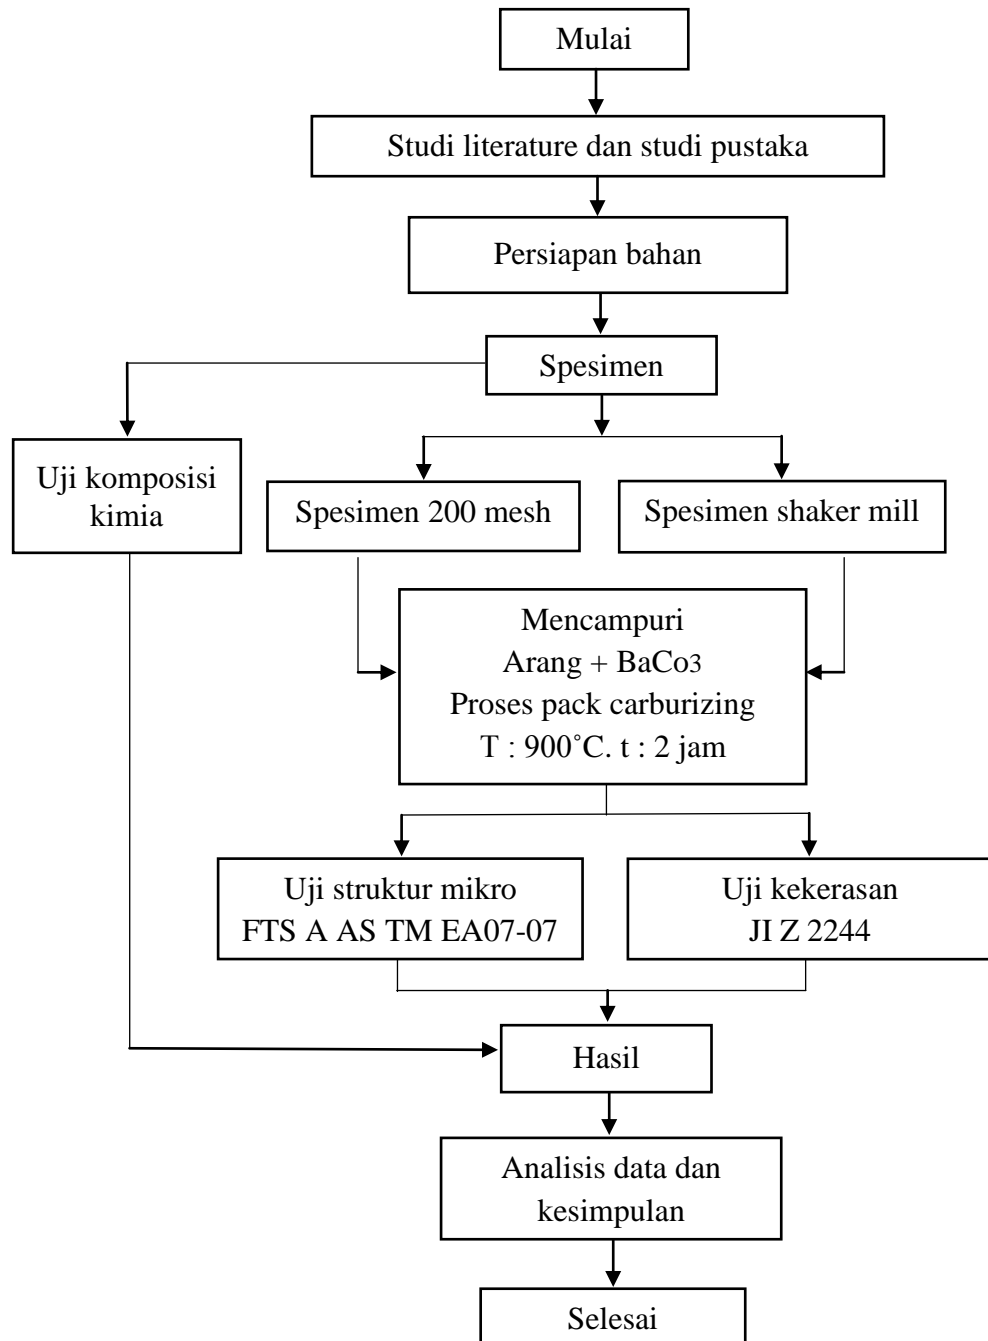 Mulai
Studi literature dan studi pustaka
Persiapan bahan
Spesimen
Uji komposisi
kimia
Spesimen 200 mesh
Spesimen shaker mill
Mencampuri
Arang + BaCo3
Proses pack carburizing
T : 900˚C. t : 2 jam
Uji struktur mikro
FTS A AS TM EA07-07
Uji kekerasan
JI Z 2244
Hasil
Analisis data dan
kesimpulan
Selesai